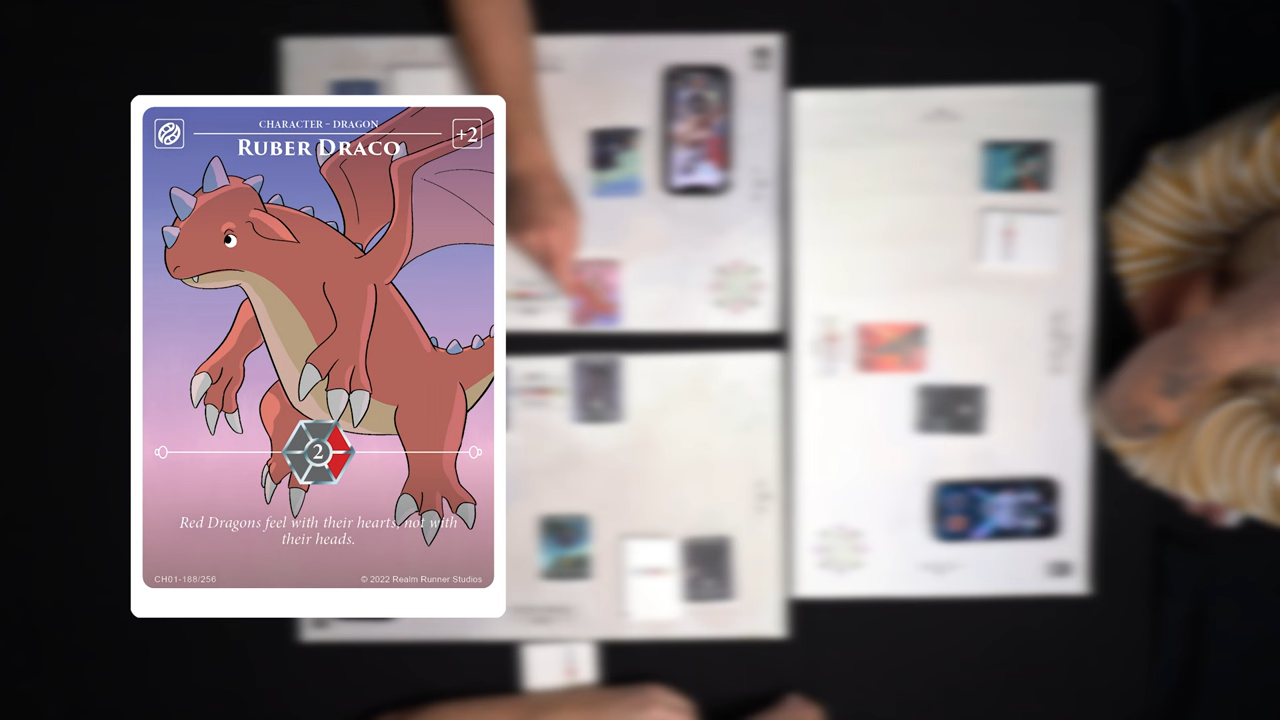 CHARACTER – DRAGON
RUBER DRACO
+2
2
Red Dragons feel with their hearts, not with
their heads.
CH01-188/256
© 2022 Realm Runner Studios